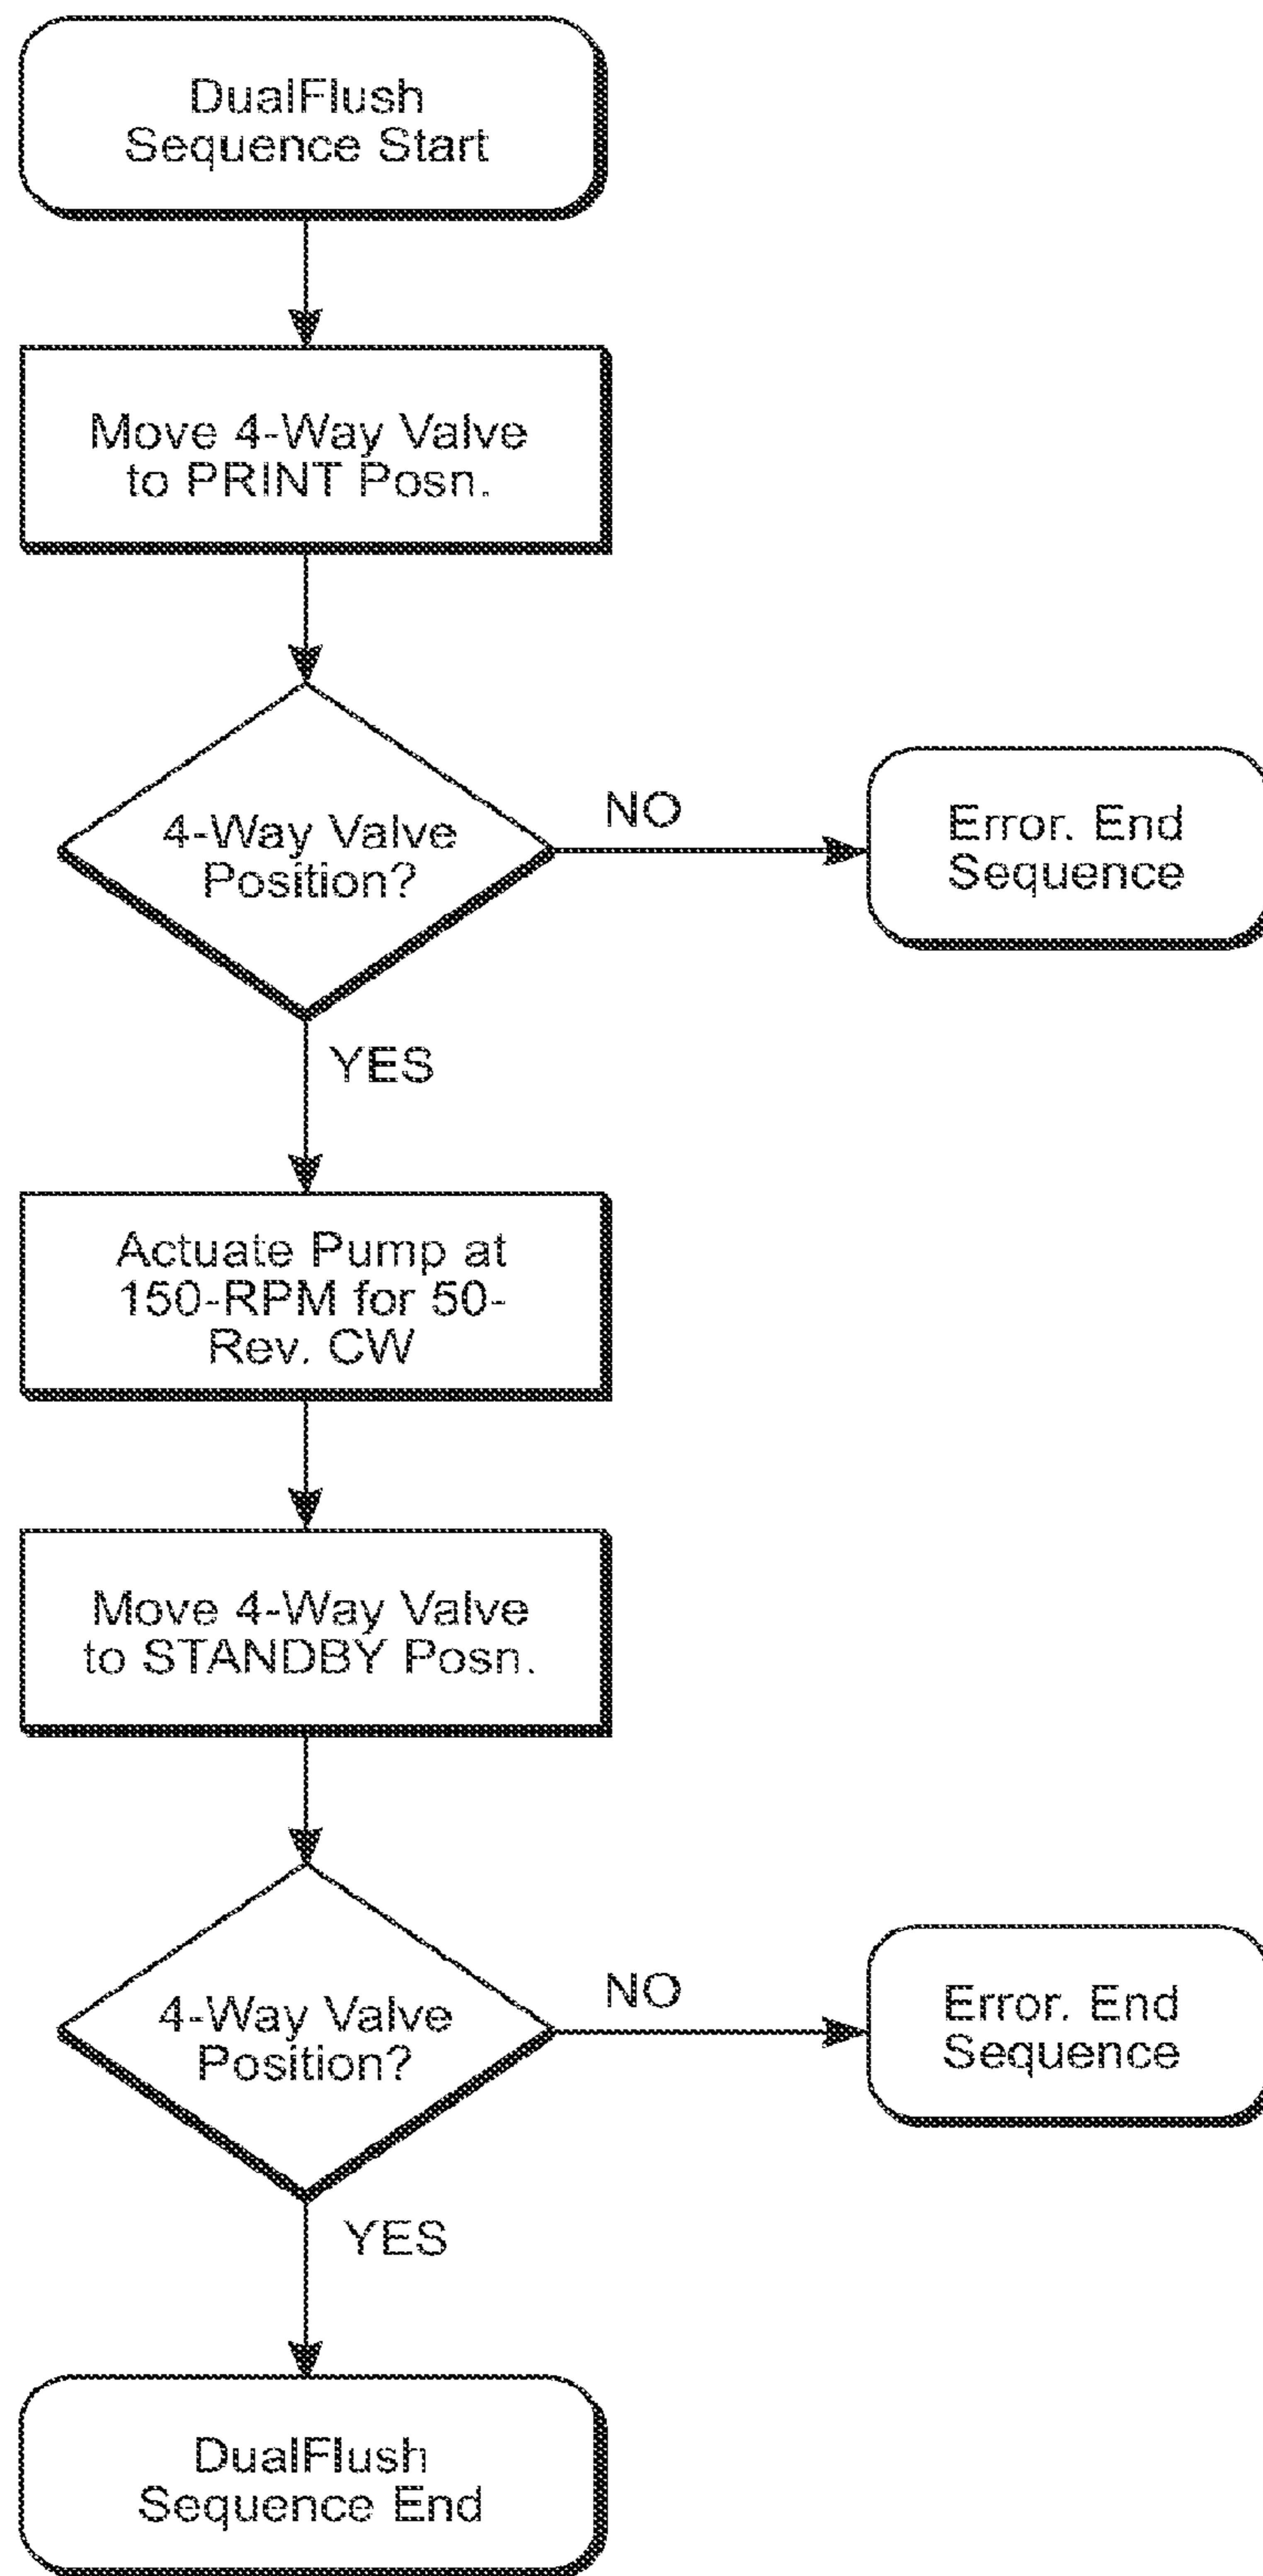 DualFlush
Sequence Start
Move 4-Way Valve
to PRINT Posn.
4-Way Valve
Position?
NO
Error. End
Sequence
YES
Actuate Pump at
150-RPM for 50-
Rev. CW
Move 4-Way Valve
to STANDBY Posn.
4-Way Valve
Position?
NO
Error. End
Sequence
YES
DualFlush
Sequence End